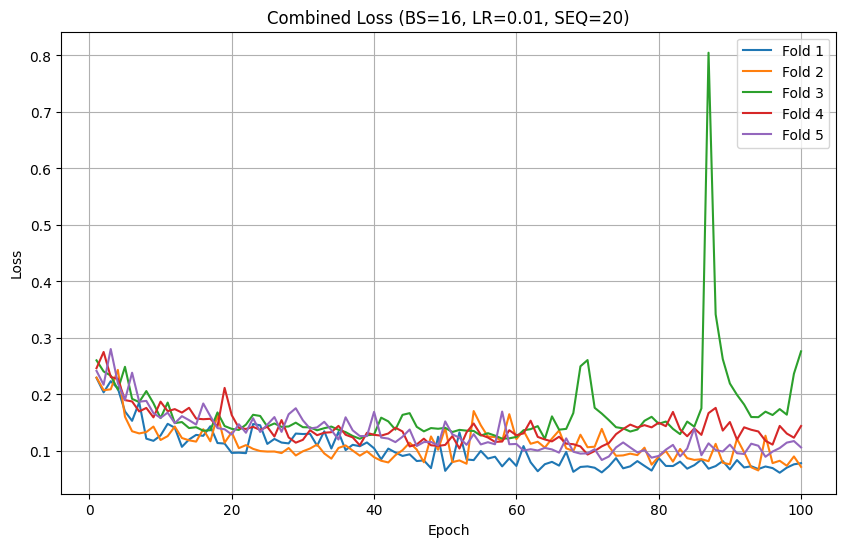 Combined Loss (BS=16, LR=0.01, SEQ=20)
Fold 1
Fold 2
Fold 3
Fold 4
Fold 5
Loss
0.8
0.7
0.6
0.5
0.4
0.3
0.2
0.1
0 20 40 60 80 100
Epoch